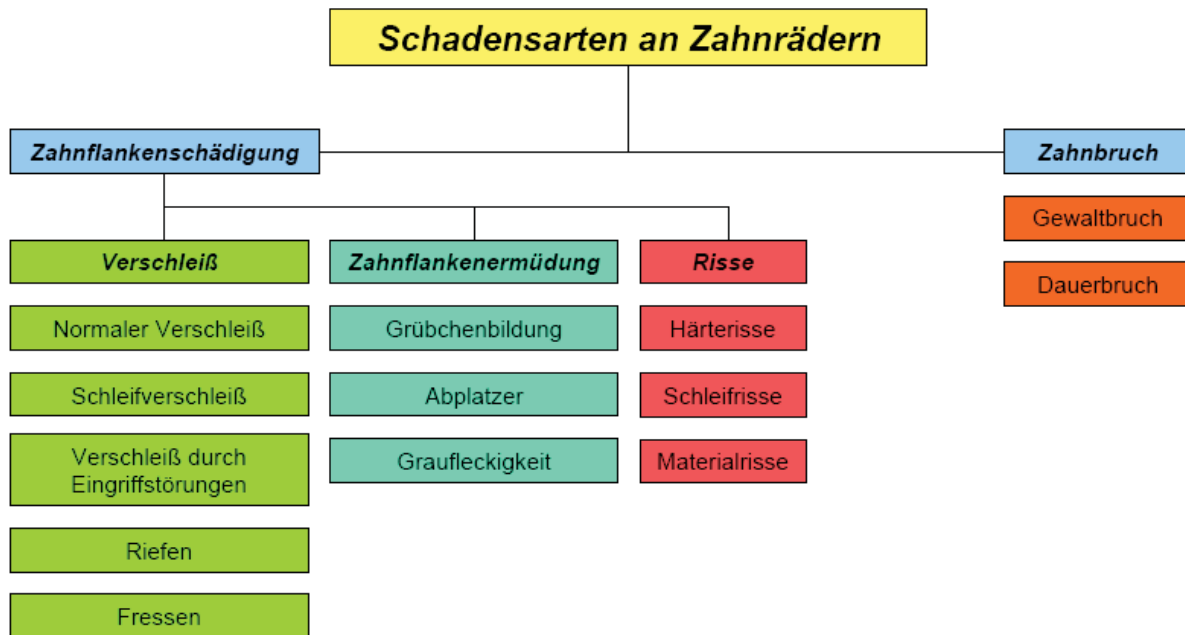 Schadensarten an Zahnrädern
Zahnflankenschädigung
Zahnbruch
Gewaltbruch
Dauerbruch
Verschleiß
Normaler Verschleiß
Schleifverschleiß
Verschleiß durch
Eingriffstörungen
Riefen
Fressen
Zahnflankenermüdung
Grübchenbildung
Abplatzer
Graufleckigkeit
Risse
Härterisse
Schleifrisse
Materialrisse